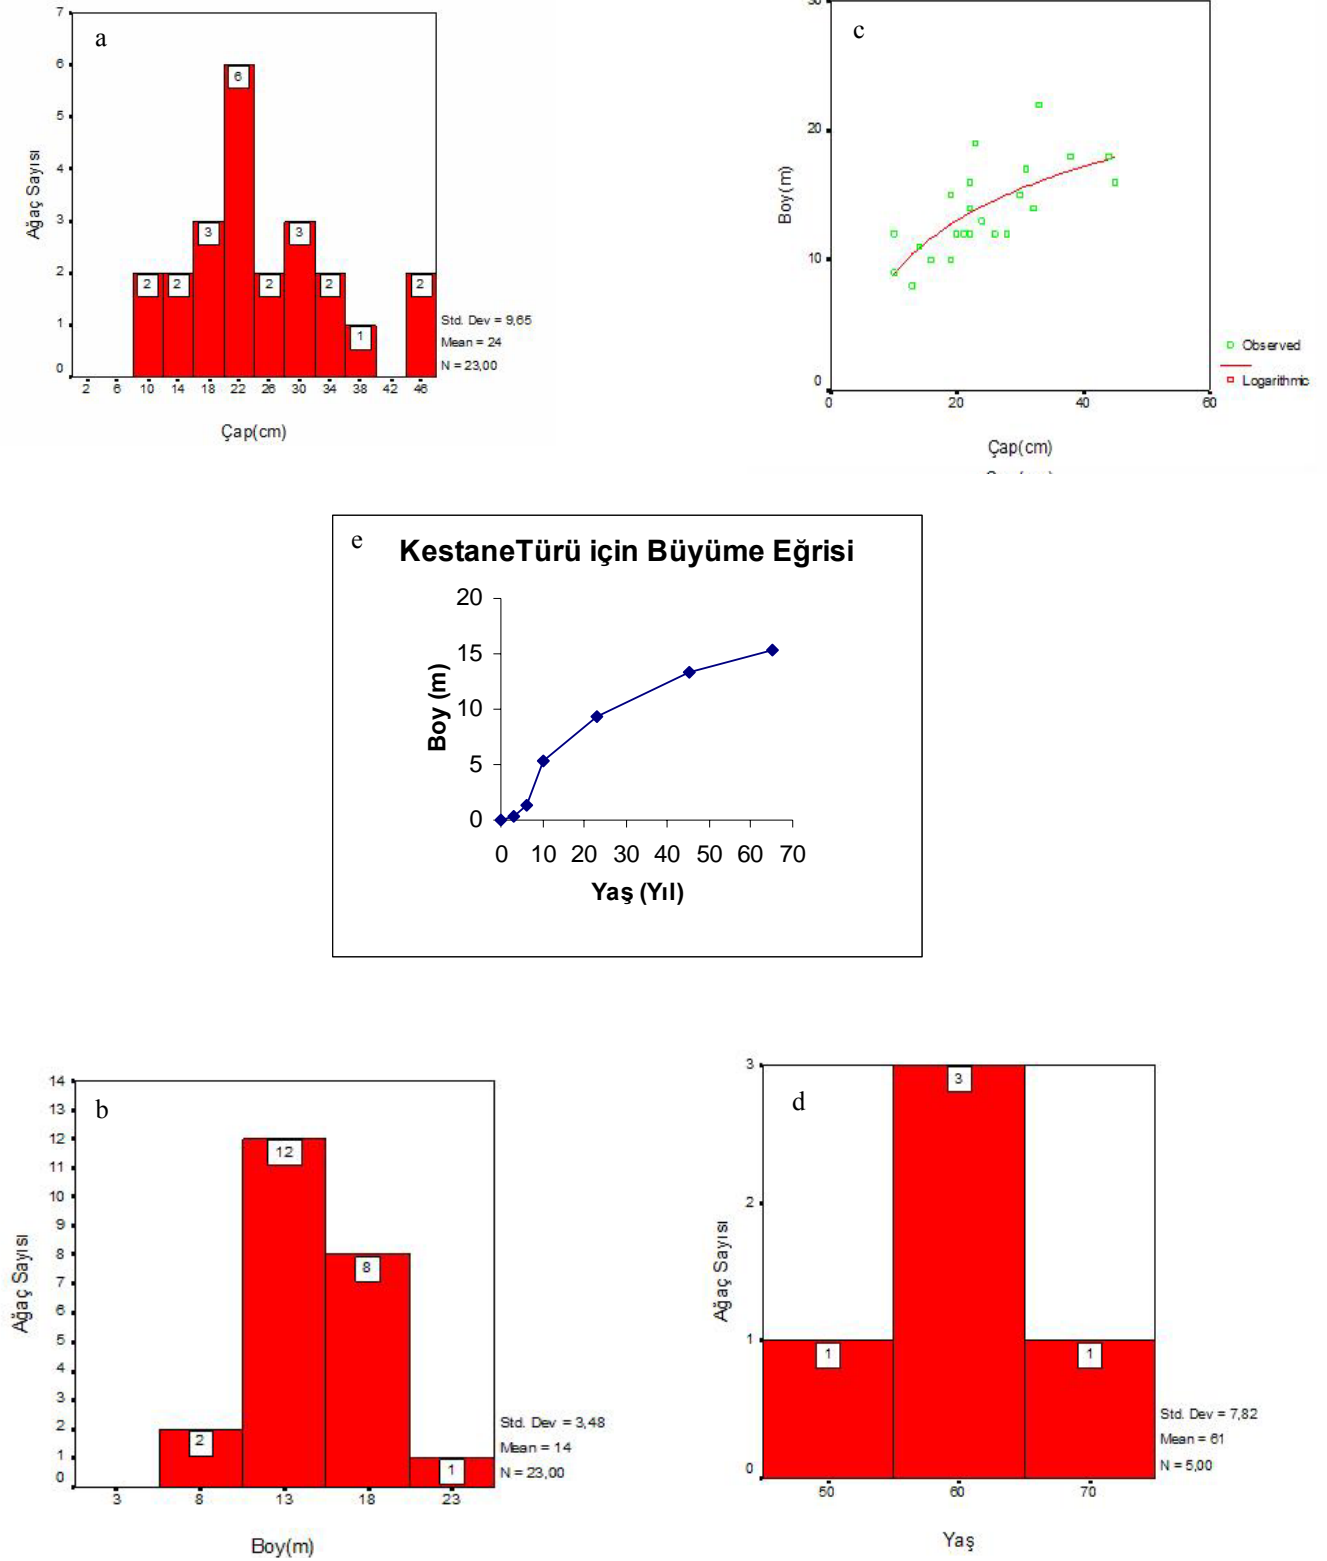 a
7
6
5
4
3
2
1
0
Ağaç Sayısı
2
2
3
6
2
3
2
1
2
2 6 10 14 18 22 26 30 34 38 42 46
Çap(cm)
Std. Dev = 9,65
Mean = 24
N = 23,00
c
30
20
10
0
Boy(m)
0 20 40 60
Çap(cm)
Observed
Logarithmic
e
KestaneTürü için Büyüme Eğrisi
20
15
10
5
0
Boy (m)
0 10 20 30 40 50 60 70
Yaş (Yıl)
b
14
13
12
11
10
9
8
7
6
5
4
3
2
1
0
Ağaç Sayısı
2
12
8
1
3 8 13 18 23
Boy(m)
Std. Dev = 3,48
Mean = 14
N = 23,00
d
3
2
1
0
Ağaç Sayısı
1
3
1
50 60 70
Yaş
Std. Dev = 7,82
Mean = 61
N = 5,00